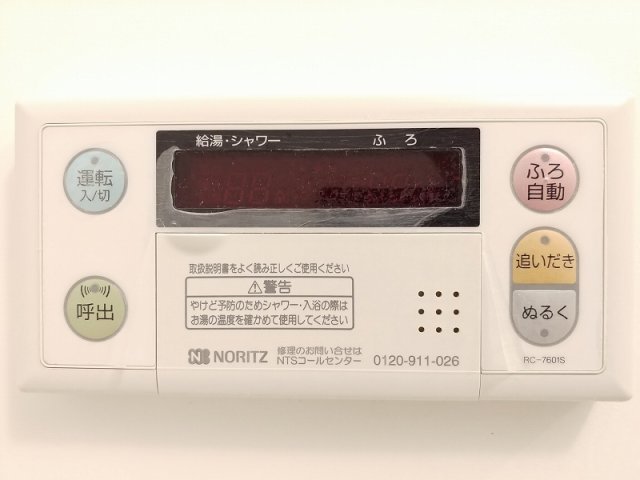 給湯・シャワー ふろ
運転
入/切
ふろ
自動
呼出
追いだき
ぬるく
取扱説明書をよく読み正しくご使用ください
⚠警告
やけど予防のためシャワー・入浴の際は
お湯の温度を確かめて使用してください
NORITZ
修理のお問い合せは
NTSコールセンター
0120-911-026
RC-7601S